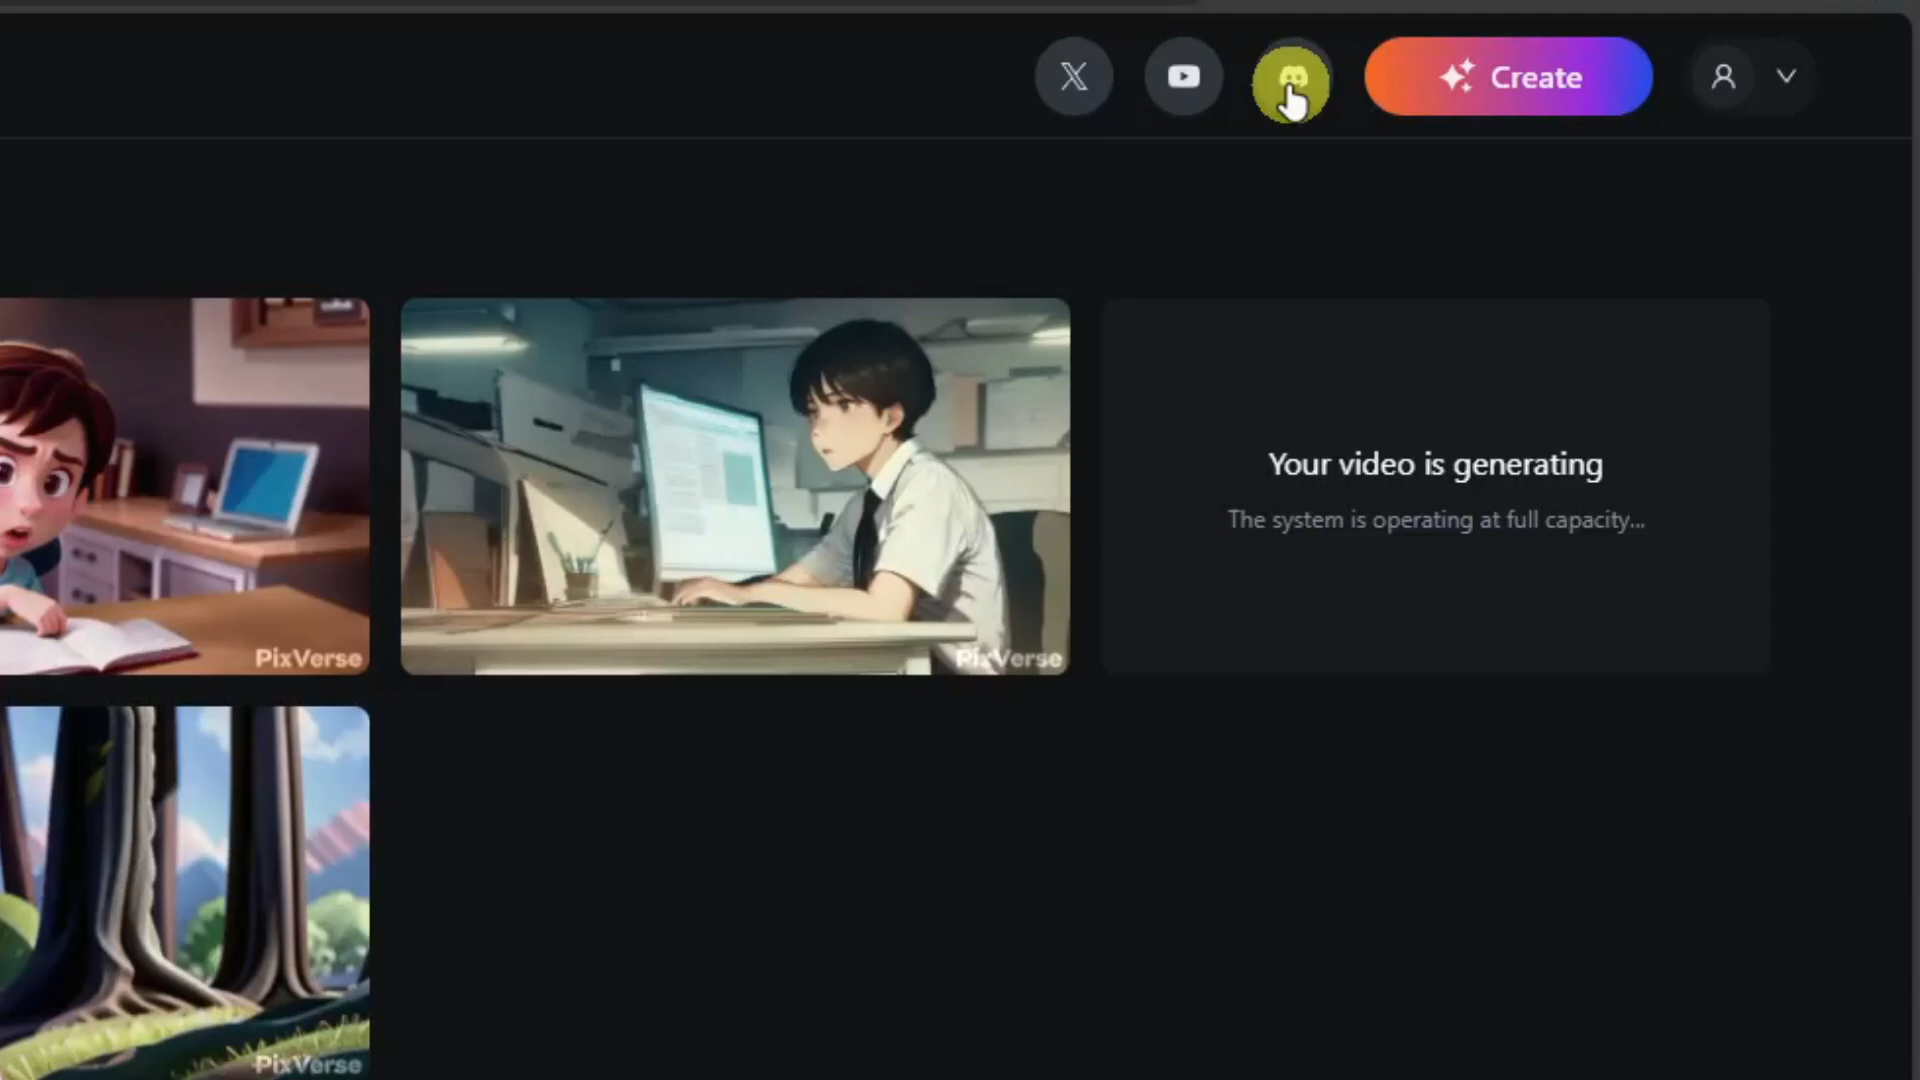 Create
Your video is generating
The system is operating at full capacity...
PixVerse
PixVerse
PixVerse